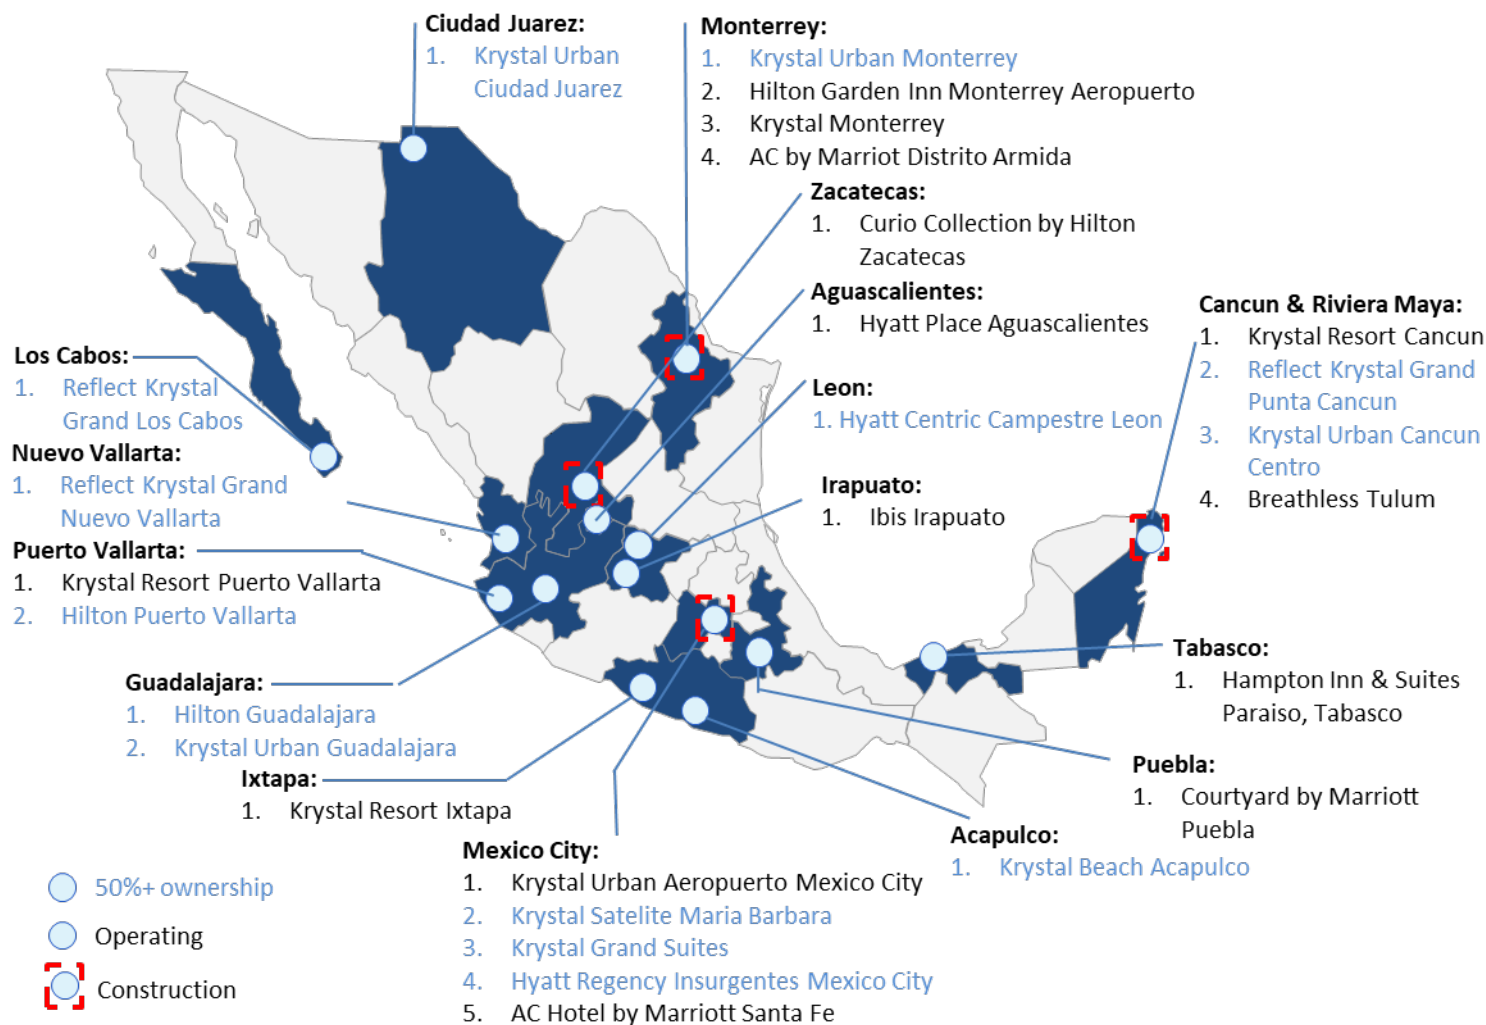 Ciudad Juarez:
1. Krystal Urban
Ciudad Juarez
Monterrey:
1. Krystal Urban Monterrey
2. Hilton Garden Inn Monterrey Aeropuerto
3. Krystal Monterrey
4. AC by Marriot Distrito Armida
Zacatecas:
1. Curio Collection by Hilton
Zacatecas
Aguascalientes:
1. Hyatt Place Aguascalientes
Leon:
1. Hyatt Centric Campestre Leon
Irapuato:
1. Ibis Irapuato
Cancun & Riviera Maya:
1. Krystal Resort Cancun
2. Reflect Krystal Grand
Punta Cancun
3. Krystal Urban Cancun
Centro
4. Breathless Tulum
Los Cabos:
1. Reflect Krystal
Grand Los Cabos
Nuevo Vallarta:
1. Reflect Krystal Grand
Nuevo Vallarta
Puerto Vallarta:
1. Krystal Resort Puerto Vallarta
2. Hilton Puerto Vallarta
Guadalajara:
1. Hilton Guadalajara
2. Krystal Urban Guadalajara
Ixtapa:
1. Krystal Resort Ixtapa
Tabasco:
1. Hampton Inn & Suites
Paraiso, Tabasco
Puebla:
1. Courtyard by Marriott
Puebla
Acapulco:
1. Krystal Beach Acapulco
Mexico City:
1. Krystal Urban Aeropuerto Mexico City
2. Krystal Satelite Maria Barbara
3. Krystal Grand Suites
4. Hyatt Regency Insurgentes Mexico City
5. AC Hotel by Marriott Santa Fe
50%+ ownership
Operating
Construction